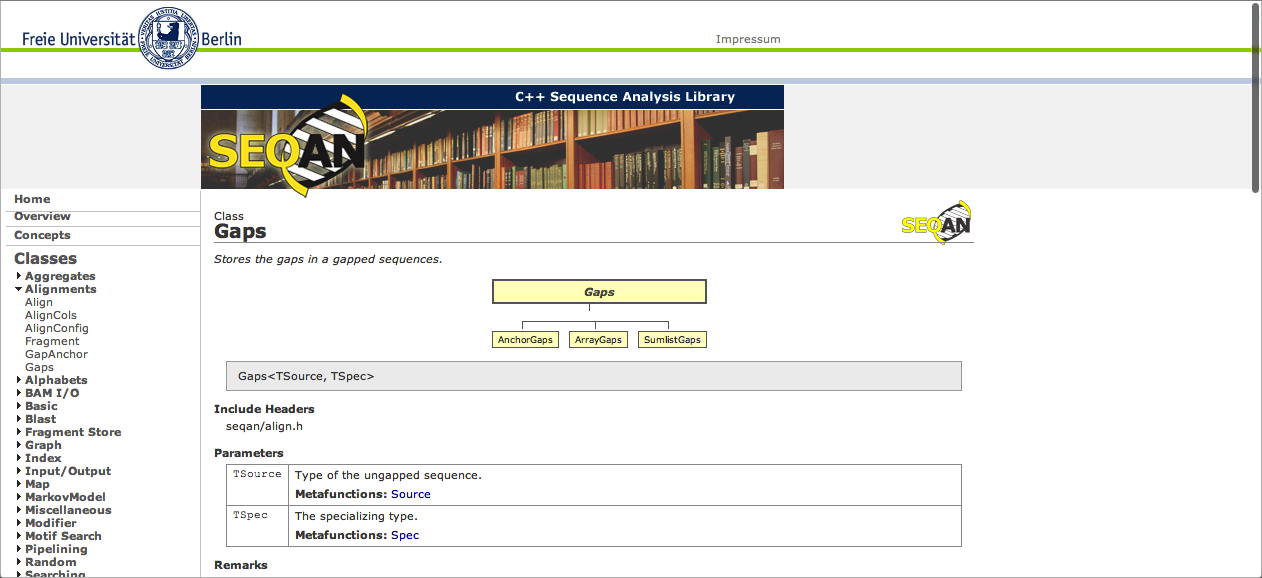 Freie Universität Berlin
Impressum
C++ Sequence Analysis Library
SEQAN
Home
Overview
Concepts
Classes
Aggregates
Alignments
Align
AlignCols
AlignConfig
Fragment
GapAnchor
Gaps
Alphabets
BAM I/O
Basic
Blast
Fragment Store
Graph
Index
Input/Output
Map
MarkovModel
Miscellaneous
Modifier
Motif Search
Pipelining
Random
Searching
Class
Gaps
SEQAN
Stores the gaps in a gapped sequences.
Gaps
AnchorGaps ArrayGaps SumlistGaps
Gaps<TSource, TSpec>
Include Headers
seqan/align.h
Parameters
TSource Type of the ungapped sequence.
Metafunctions: Source
TSpec The specializing type.
Metafunctions: Spec
Remarks